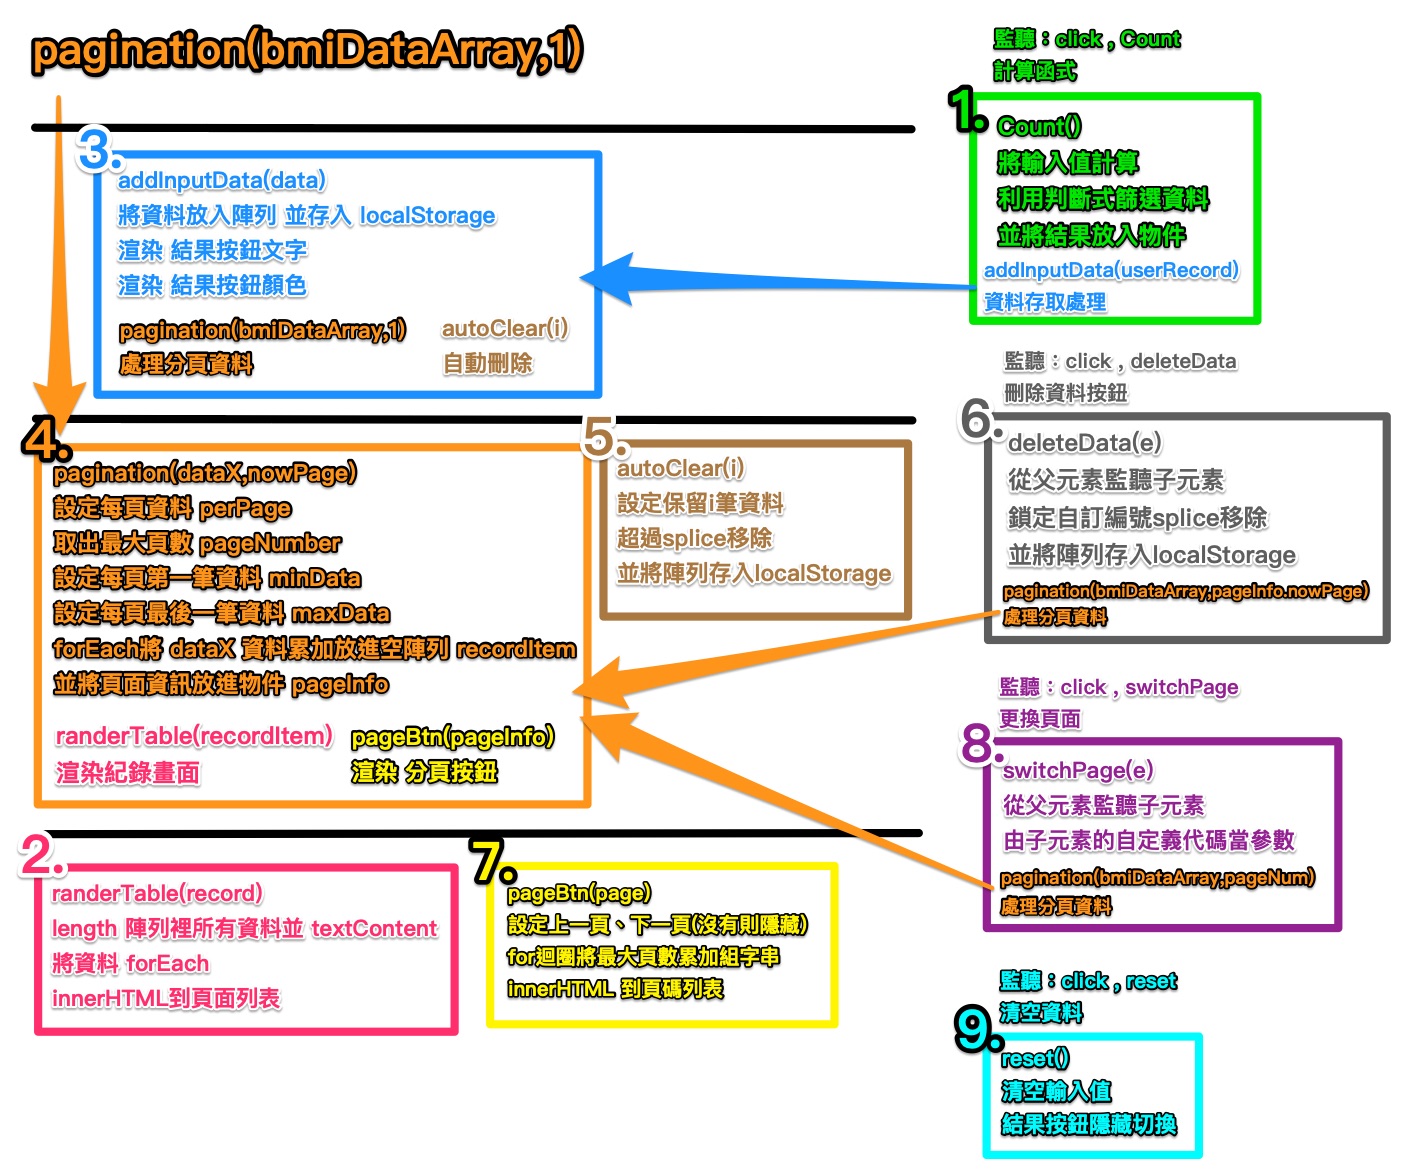 pagination(bmiDataArray,1)
3.
addInputData(data)
將資料放入陣列 並存入 localStorage
渲染 結果按鈕文字
渲染 結果按鈕顏色
pagination(bmiDataArray,1)
處理分頁資料
autoClear(i)
自動刪除
4.
pagination(dataX,nowPage)
設定每頁資料 perPage
取出最大頁數 pageNumber
設定每頁第一筆資料 minData
設定每頁最後一筆資料 maxData
forEach將 dataX 資料累加放進空陣列 recordItem
並將頁面資訊放進物件 pageInfo
randerTable(recordItem)
渲染紀錄畫面
pageBtn(pageInfo)
渲染 分頁按鈕
5.
autoClear(i)
設定保留i筆資料
超過splice移除
並將陣列存入localStorage
2.
randerTable(record)
length 陣列裡所有資料並 textContent
將資料 forEach
innerHTML到頁面列表
7.
pageBtn(page)
設定上一頁、下一頁(沒有則隱藏)
for迴圈將最大頁數累加組字串
innerHTML 到頁碼列表
監聽：click , Count
計算函式
1.
Count()
將輸入值計算
利用判斷式篩選資料
並將結果放入物件
addInputData(userRecord)
資料存取處理
監聽：click , deleteData
刪除資料按鈕
6.
deleteData(e)
從父元素監聽子元素
鎖定自訂編號splice移除
並將陣列存入localStorage
pagination(bmiDataArray,pageInfo.nowPage)
處理分頁資料
監聽：click , switchPage
更換頁面
8.
switchPage(e)
從父元素監聽子元素
由子元素的自定義代碼當參數
pagination(bmiDataArray,pageNum)
處理分頁資料
監聽：click , reset
清空資料
9.
reset()
清空輸入值
結果按鈕隱藏切換